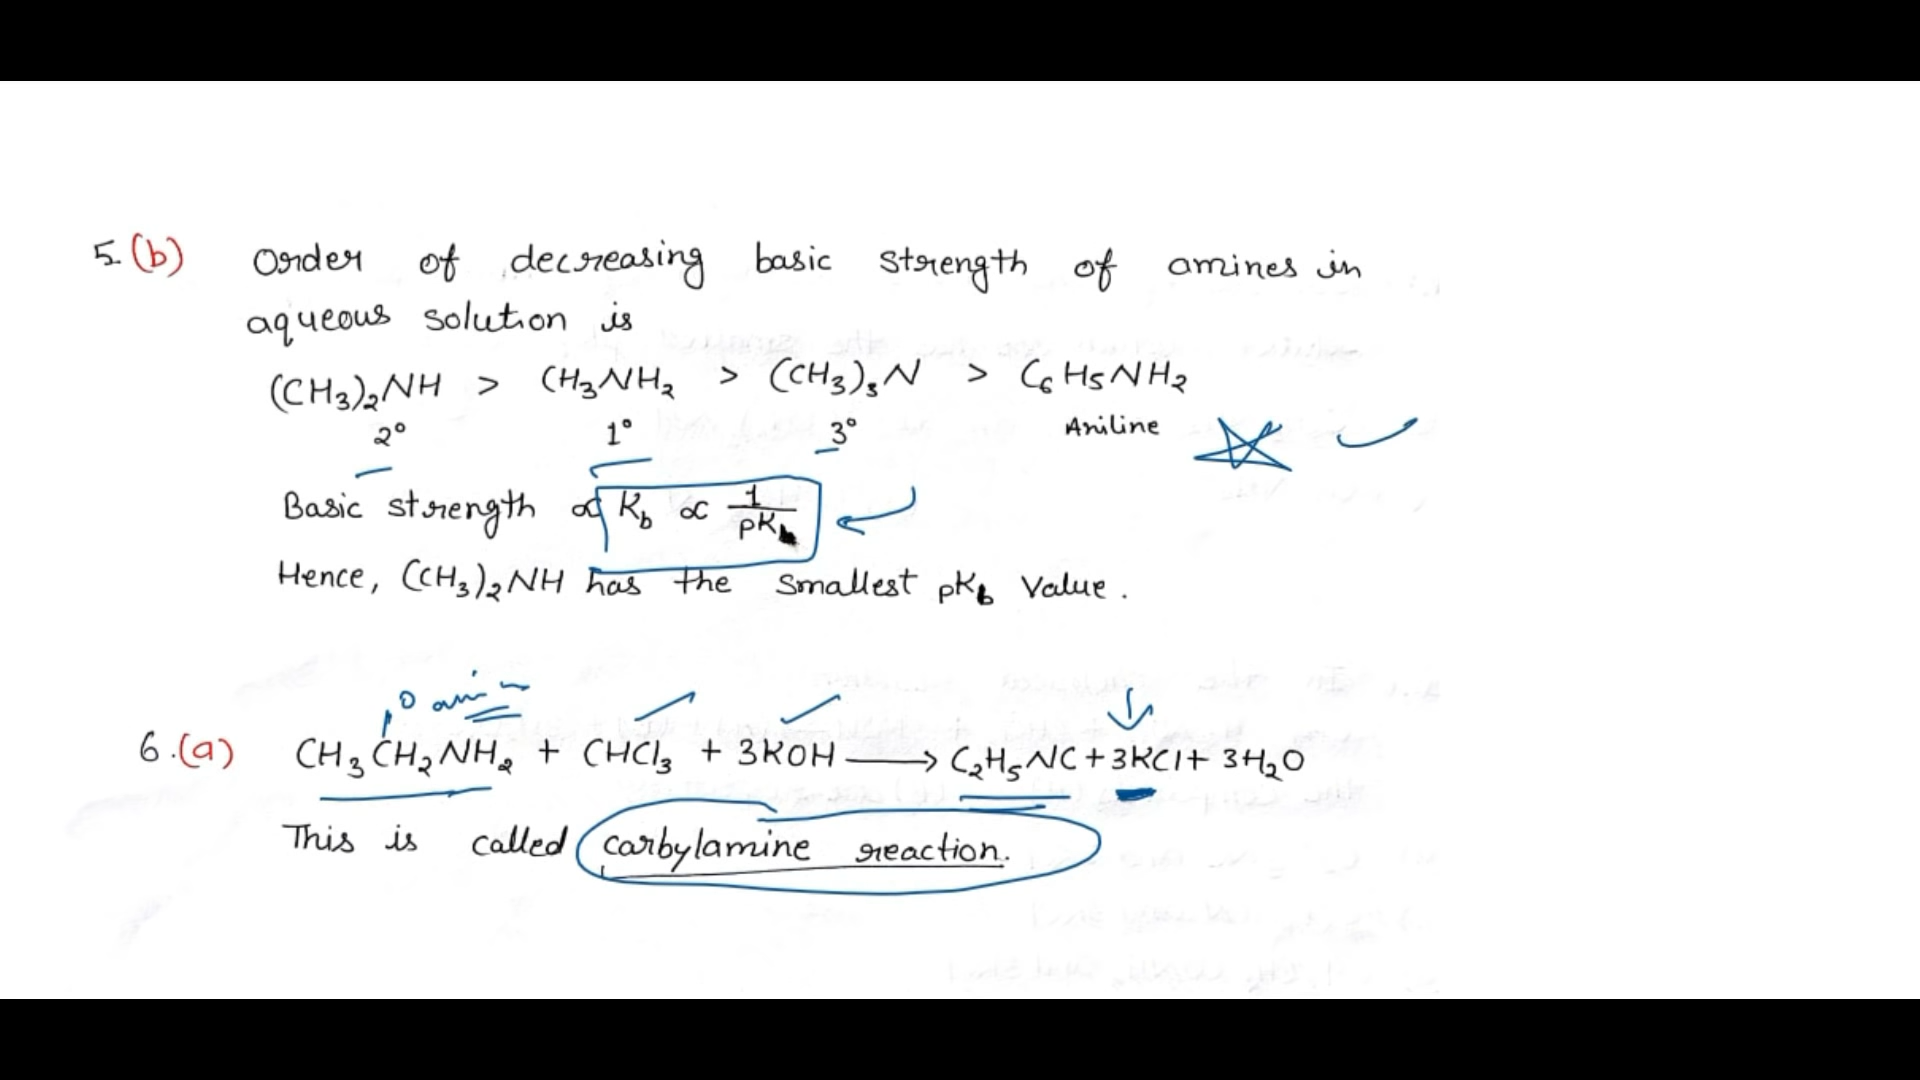 5. (b) Order of decreasing basic strength of amines in
aqueous solution is
(CH₃)₂NH > CH₃NH₂ > (CH₃)₃N > C₆H₅NH₂
2° 1° 3° Aniline
Basic strength ∝ Kb ∝ 1/pKb
Hence, (CH₃)₂NH has the smallest pKb value.
1° ami
6. (a) CH₃CH₂NH₂ + CHCl₃ + 3KOH ⟶ C₂H₅NC + 3KCl + 3H₂O
This is called carbylamine reaction.